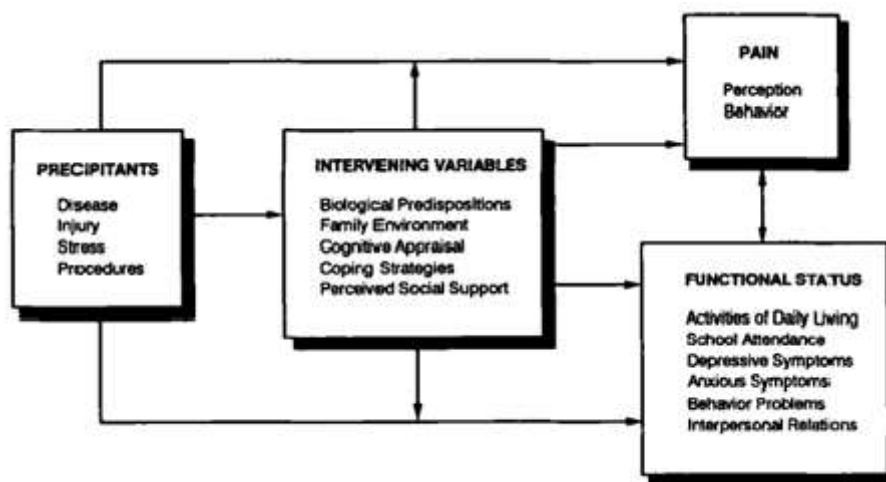 PAIN
Perception
Behavior
PRECIPITANTS
Disease
Injury
Stress
Procedures
INTERVIENING VARIABLES
Biological Predispositions
Family Environment
Cognitive Appraisal
Coping Strategies
Perceived Social Support
FUNCTIONAL STATUS
Activities of Daily Living
School Attendance
Depressive Symptoms
Anxious Symptoms
Behavior Problems
Interpersonal Relations